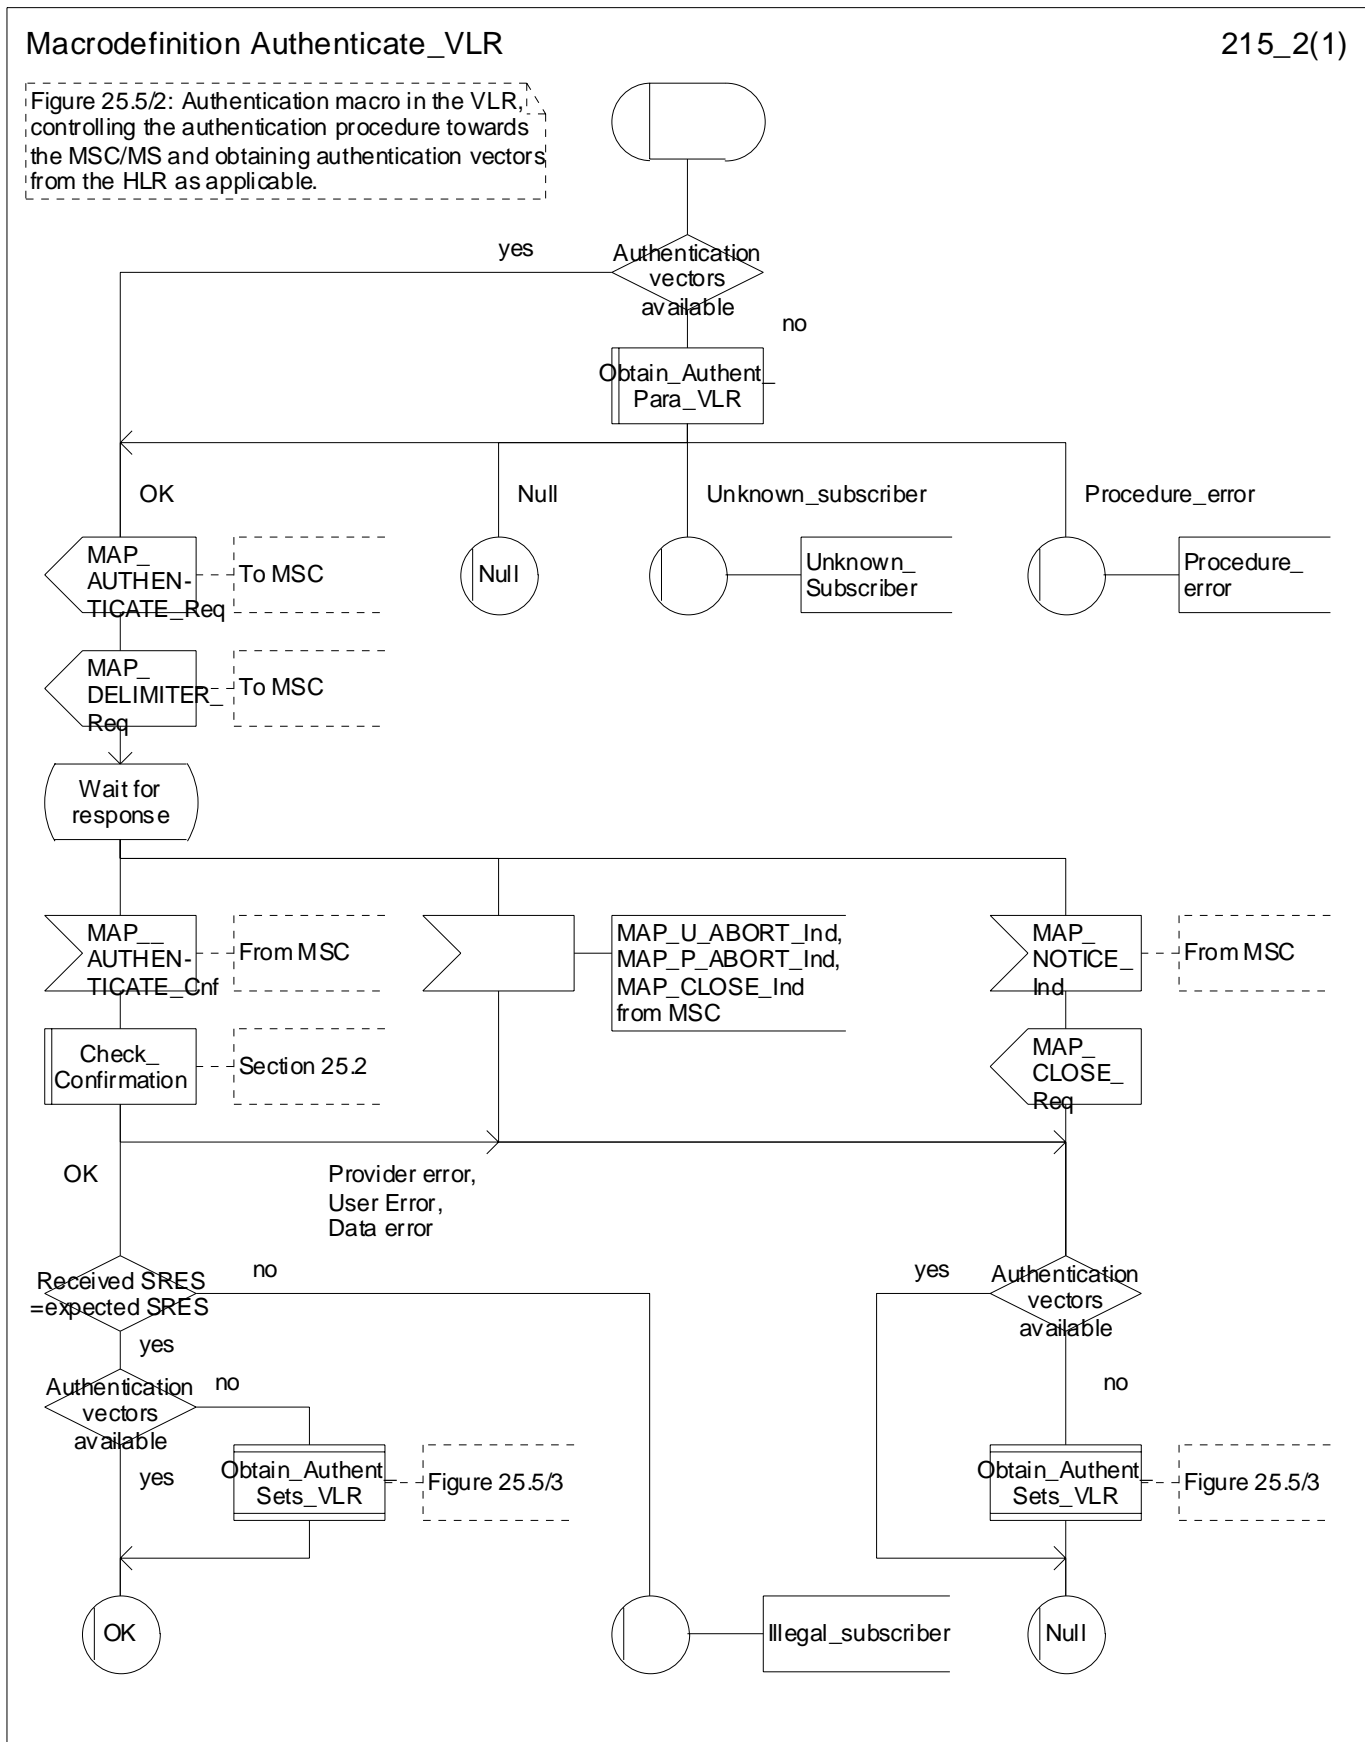 Macrodefinition Authenticate_VLR
215_2(1)
Figure 25.5/2: Authentication macro in the VLR,
controlling the authentication procedure towards
the MSC/MS and obtaining authentication vectors
from the HLR as applicable.
yes
Authentication
vectors
available
no
Obtain_Authent_
Para_VLR
OK
Null
Unknown_subscriber
Procedure_error
MAP_
AUTHEN-
TICATE_Req
To MSC
Null
Unknown_
Subscriber
Procedure_
error
MAP_
DELIMITER_
Req
To MSC
Wait for
response
MAP__
AUTHEN-
TICATE_Cnf
From MSC
MAP_U_ABORT_Ind,
MAP_P_ABORT_Ind,
MAP_CLOSE_Ind
from MSC
MAP_
NOTICE_
Ind
From MSC
Check_
Confirmation
Section 25.2
MAP_
CLOSE_
Req
OK
Provider error,
User Error,
Data error
Received SRES
=expected SRES
no
yes
yes
Authentication
vectors
available
no
Authentication
vectors
available
no
yes
Obtain_Authent_
Sets_VLR
Figure 25.5/3
Obtain_Authent_
Sets_VLR
Figure 25.5/3
OK
Illegal_subscriber
Null